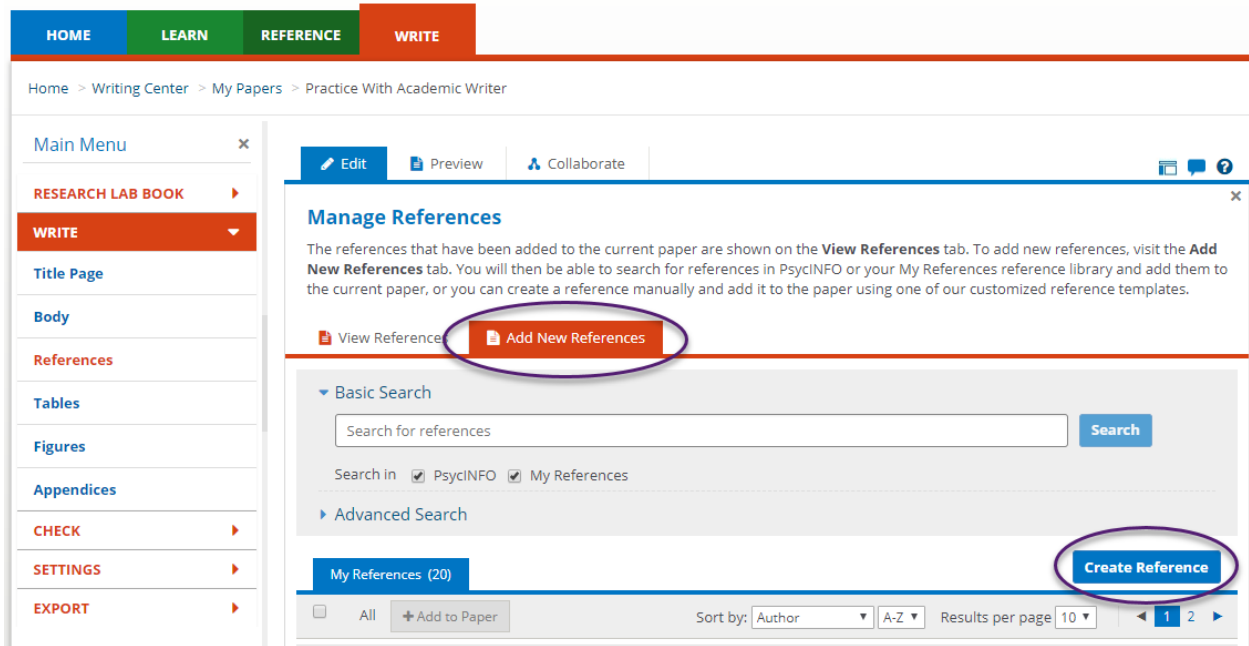 HOME LEARN REFERENCE WRITE
Home > Writing Center > My Papers > Practice With Academic Writer
Main Menu ×
RESEARCH LAB BOOK
WRITE
Title Page
Body
References
Tables
Figures
Appendices
CHECK
SETTINGS
EXPORT
Edit Preview Collaborate
?
×
Manage References
The references that have been added to the current paper are shown on the View References tab. To add new references, visit the Add
New References tab. You will then be able to search for references in PsycINFO or your My References reference library and add them to
the current paper, or you can create a reference manually and add it to the paper using one of our customized reference templates.
View References Add New References
Basic Search
Search for references Search
Search in PsycINFO My References
Advanced Search
My References (20) Create Reference
All +Add to Paper Sort by: Author A-Z Results per page 10 1 2